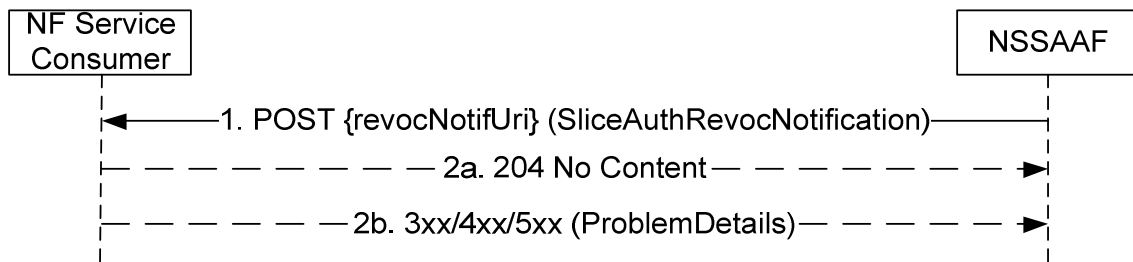 NF Service
Consumer
NSSAAF
1. POST {revocNotifUri} (SliceAuthRevocNotification)
2a. 204 No Content
2b. 3xx/4xx/5xx (ProblemDetails)